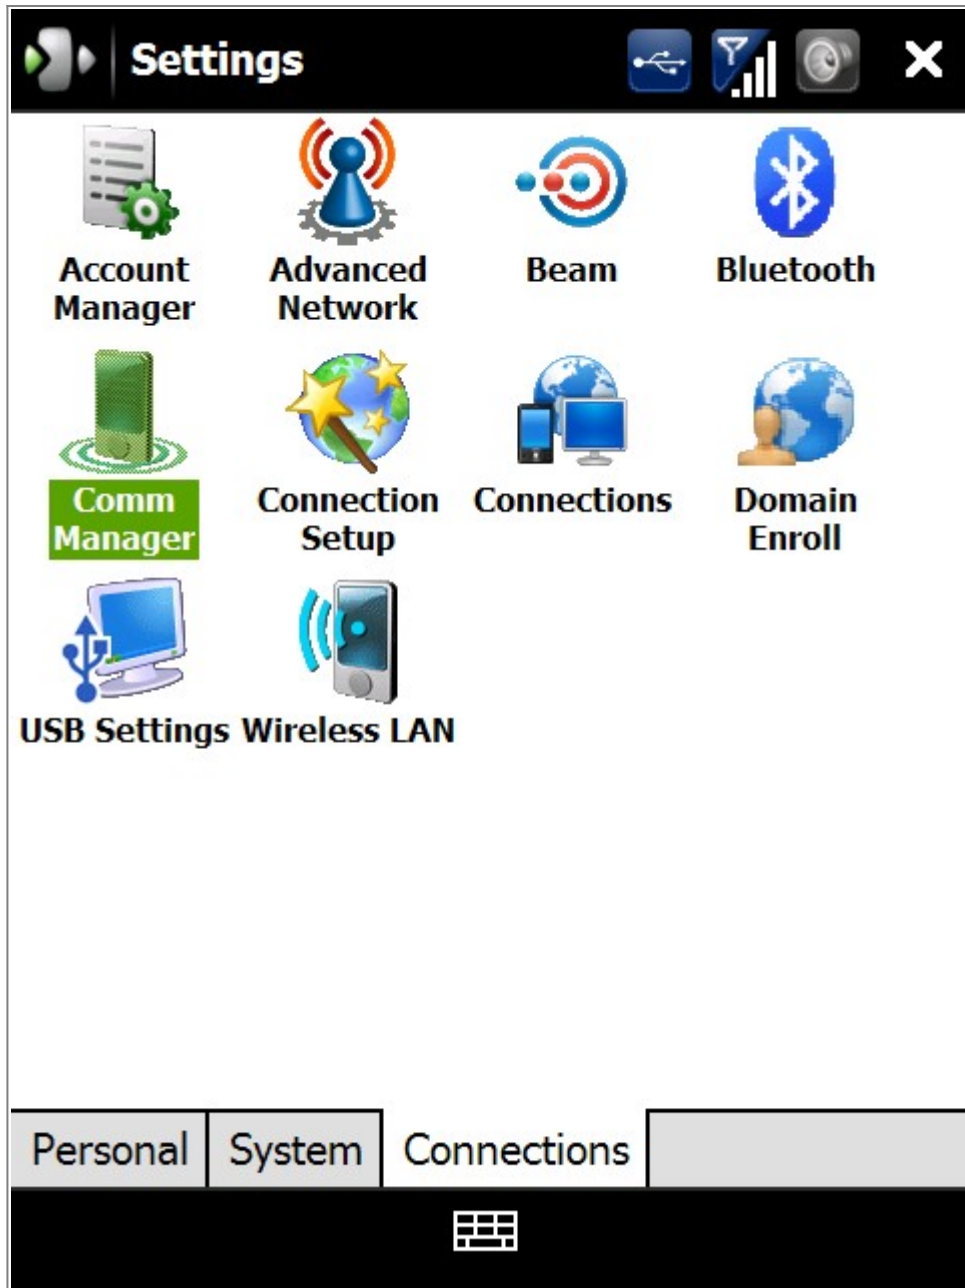 Settings
Account
Manager
Advanced
Network
Beam
Bluetooth
Comm
Manager
Connection
Setup
Connections
Domain
Enroll
USB Settings
Wireless LAN
Personal
System
Connections